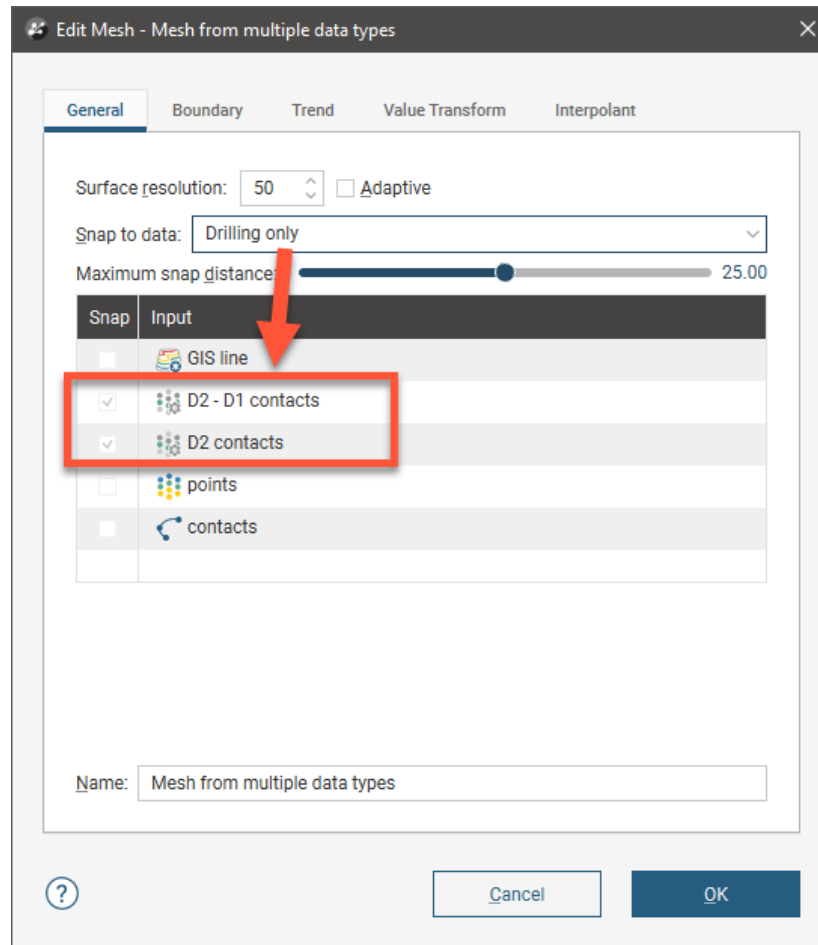 Edit Mesh - Mesh from multiple data types
General Boundary Trend Value Transform Interpolant
Surface resolution: 50 Adaptive
Snap to data: Drilling only
Maximum snap distance: 25.00
Snap Input
GIS line
D2 - D1 contacts
D2 contacts
points
contacts
Name: Mesh from multiple data types
? Cancel OK